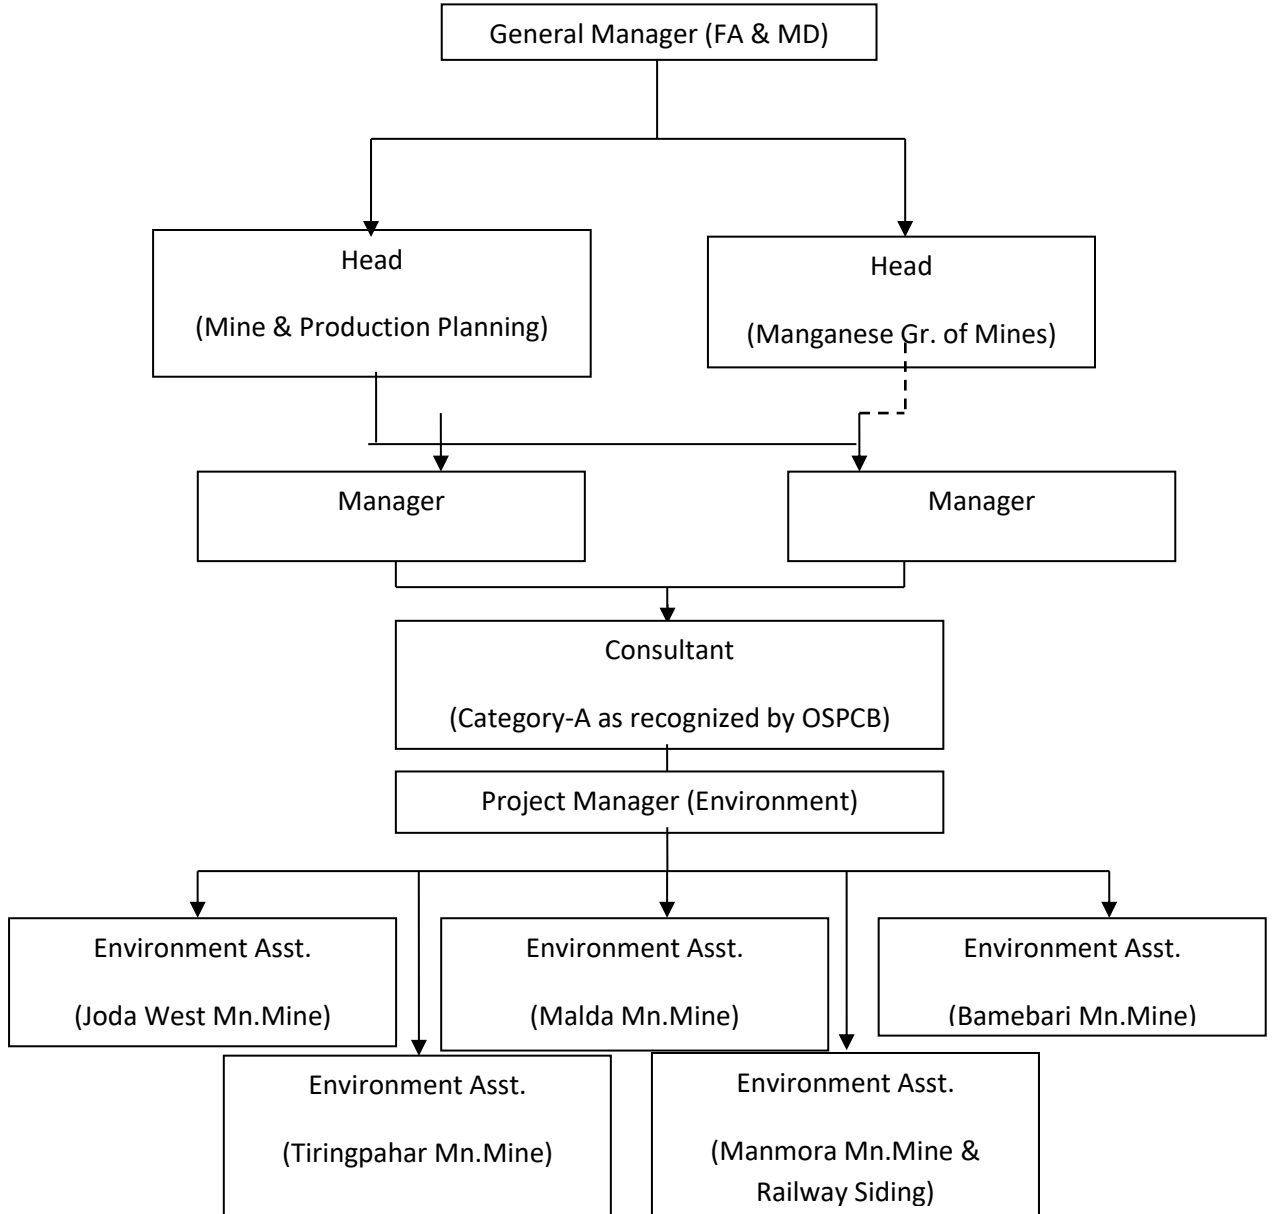 General Manager (FA & MD)
Head
(Mine & Production Planning)
Head
(Manganese Gr. of Mines)
Manager
Manager
Consultant
(Category-A as recognized by OSPCB)
Project Manager (Environment)
Environment Asst.
(Joda West Mn.Mine)
Environment Asst.
(Malda Mn.Mine)
Environment Asst.
(Bamebari Mn.Mine)
Environment Asst.
(Tiringpahar Mn.Mine)
Environment Asst.
(Manmora Mn.Mine &
Railway Siding)